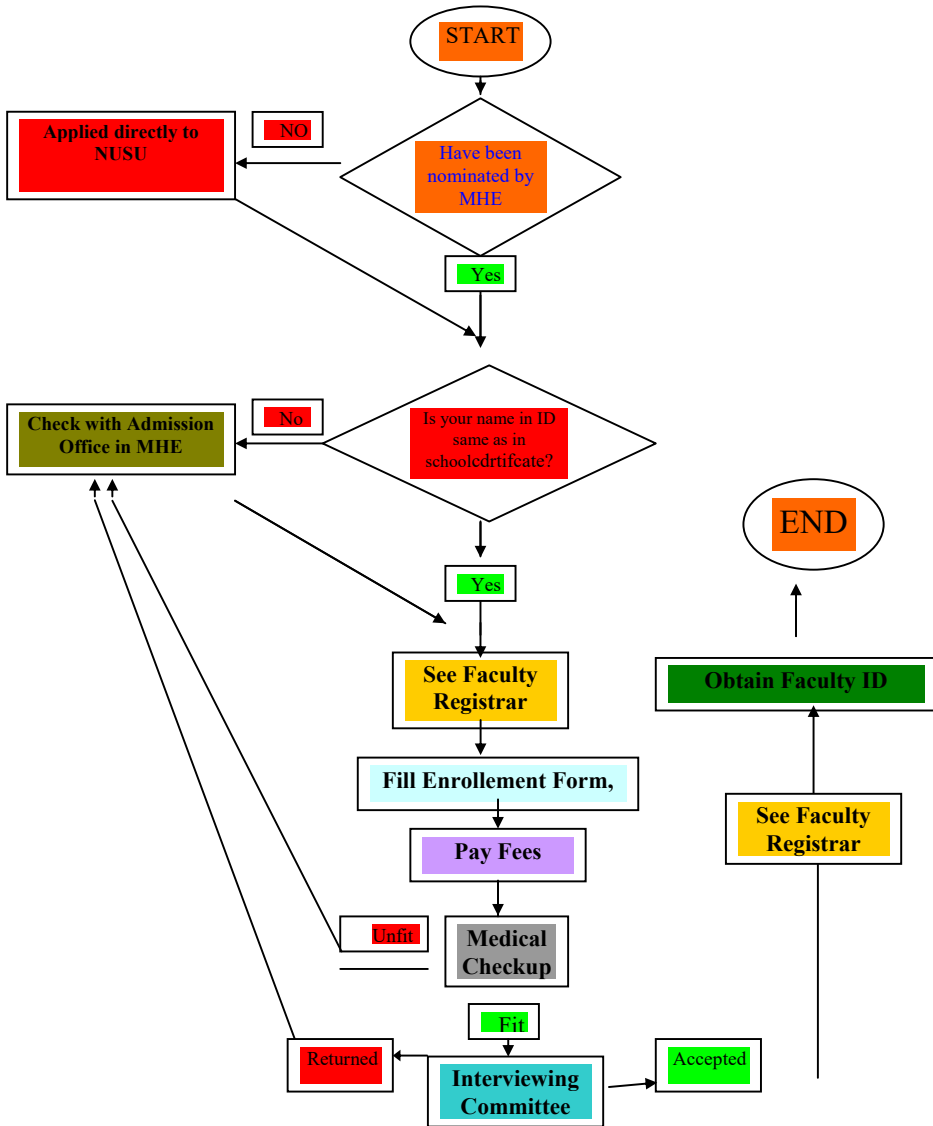 START
NO
Applied directly to
NUSU
Have been
nominated by
MHE
Yes
Is your name in ID
same as in
schoolcdrtifcate?
No
Check with Admission
Office in MHE
END
Yes
See Faculty
Registrar
Obtain Faculty ID
Fill Enrollement Form,
See Faculty
Registrar
Pay Fees
Unfit
Medical
Checkup
Fit
Returned
Interviewing
Committee
Accepted